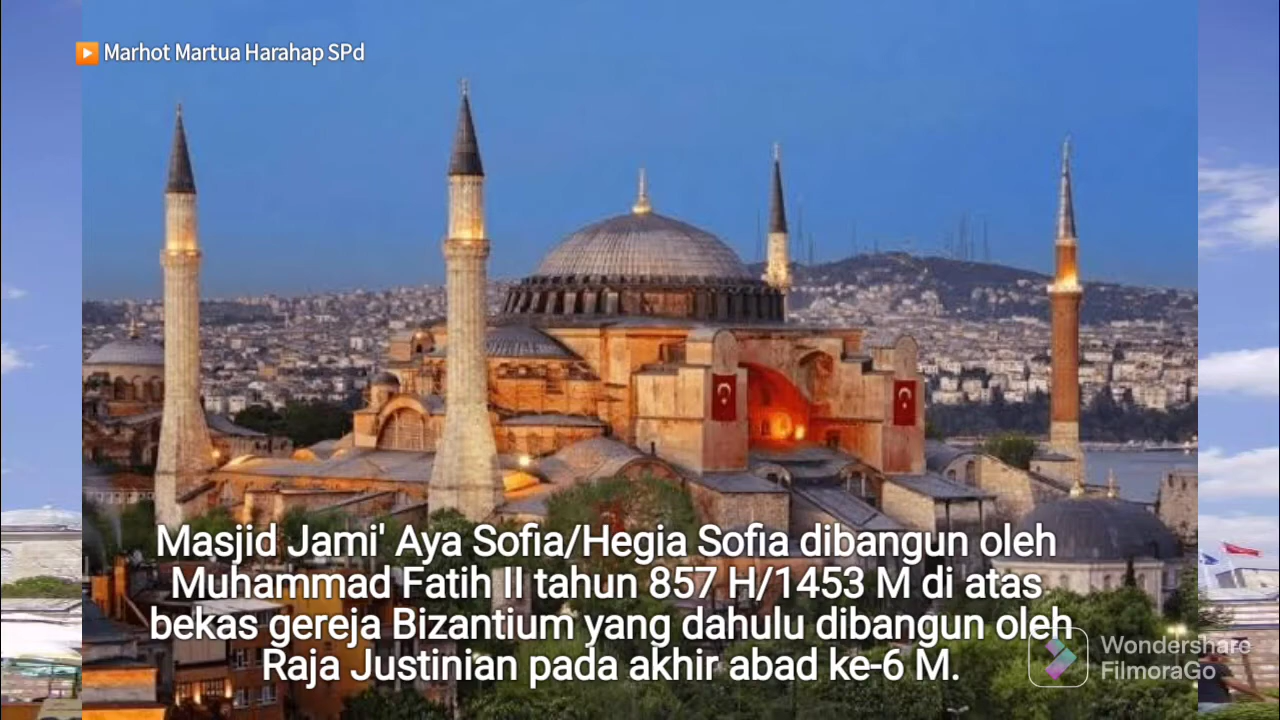 Marhot Martua Harahap SPd
Masjid Jami' Aya Sofia/Hegia Sofia dibangun oleh
Muhammad Fatih II tahun 857 H/1453 M di atas
bekas gereja Bizantium yang dahulu dibangun oleh
Raja Justinian pada akhir abad ke-6 M.
Wondershare
FilmoraGo